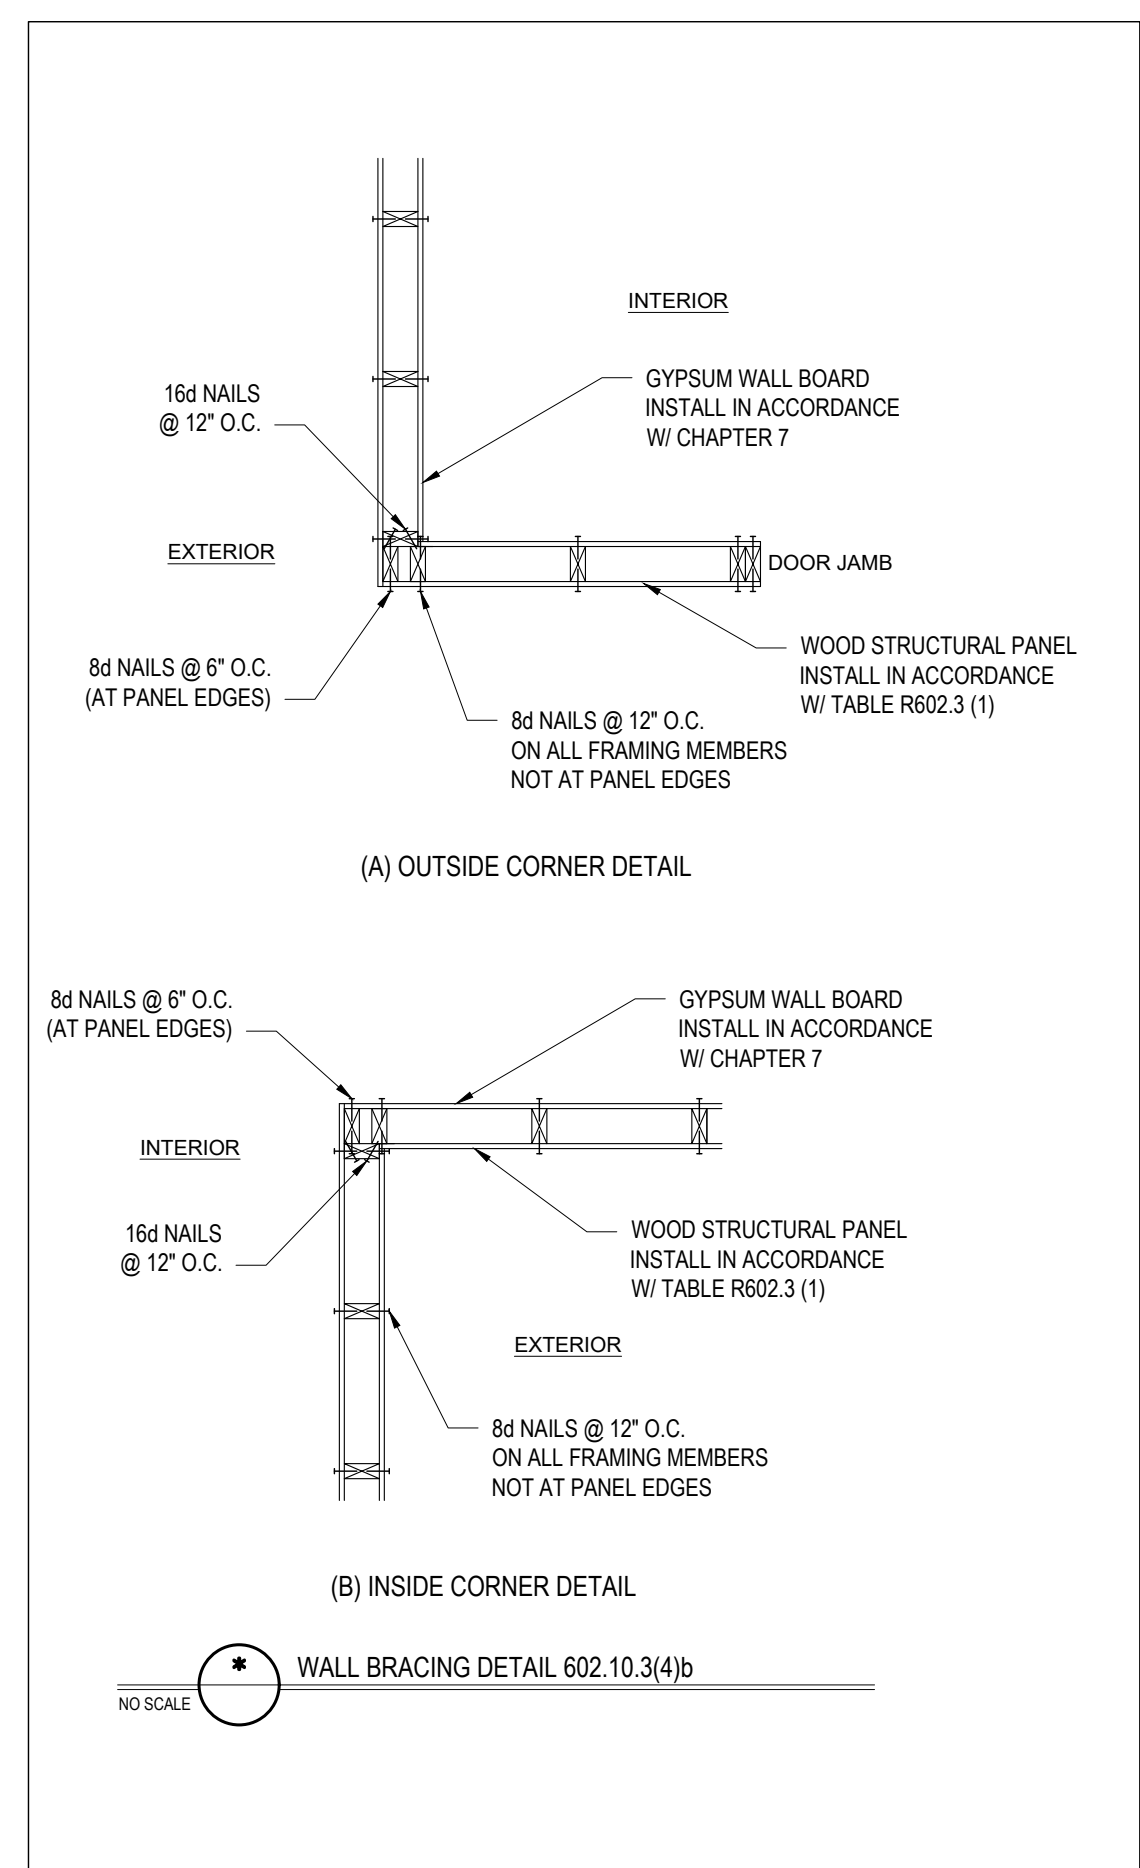 INTERIOR
GYPSUM WALL BOARD
INSTALL IN ACCORDANCE
W/ CHAPTER 7
16d NAILS
@ 12" O.C.
EXTERIOR
DOOR JAMB
8d NAILS @ 6" O.C.
(AT PANEL EDGES)
WOOD STRUCTURAL PANEL
INSTALL IN ACCORDANCE
W/ TABLE R602.3 (1)
8d NAILS @ 12" O.C.
ON ALL FRAMING MEMBERS
NOT AT PANEL EDGES
(A) OUTSIDE CORNER DETAIL
8d NAILS @ 6" O.C.
(AT PANEL EDGES)
GYPSUM WALL BOARD
INSTALL IN ACCORDANCE
W/ CHAPTER 7
INTERIOR
16d NAILS
@ 12" O.C.
WOOD STRUCTURAL PANEL
INSTALL IN ACCORDANCE
W/ TABLE R602.3 (1)
EXTERIOR
8d NAILS @ 12" O.C.
ON ALL FRAMING MEMBERS
NOT AT PANEL EDGES
(B) INSIDE CORNER DETAIL
*
WALL BRACING DETAIL 602.10.3(4)b
NO SCALE